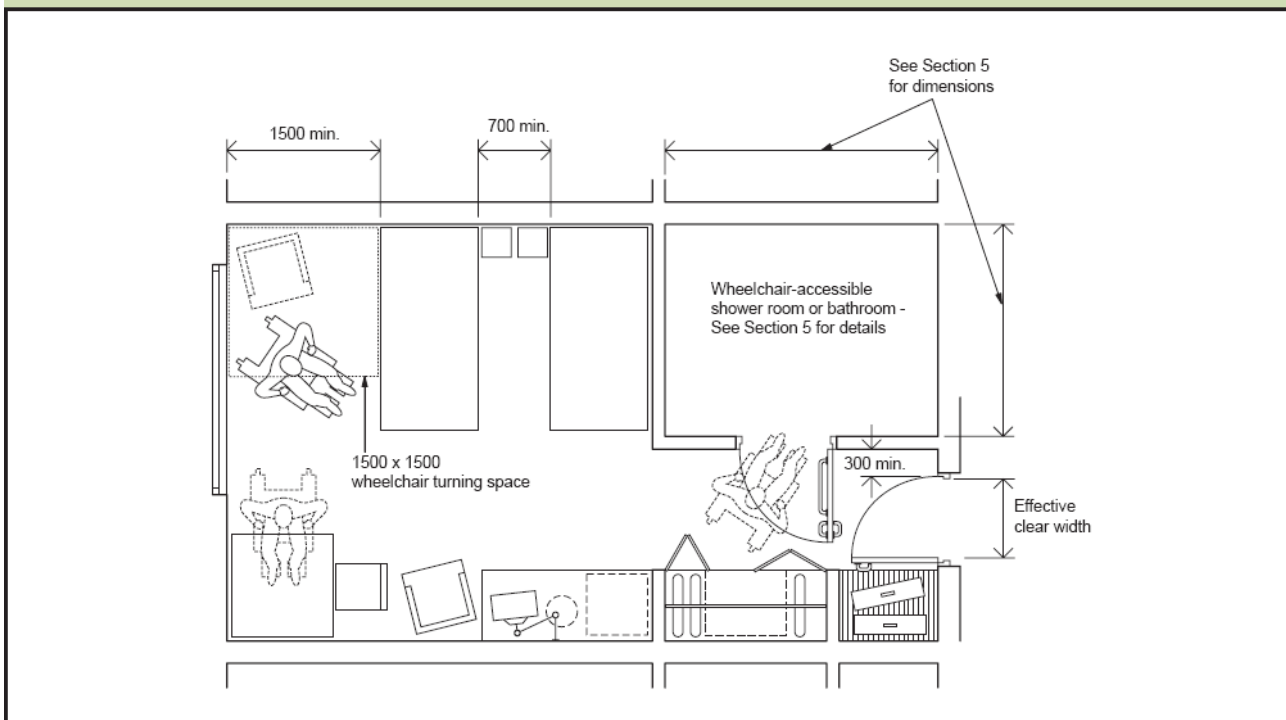 See Section 5
for dimensions
1500 min.
700 min.
Wheelchair-accessible
shower room or bathroom -
See Section 5 for details
1500 x 1500
wheelchair turning space
300 min.
Effective
clear width